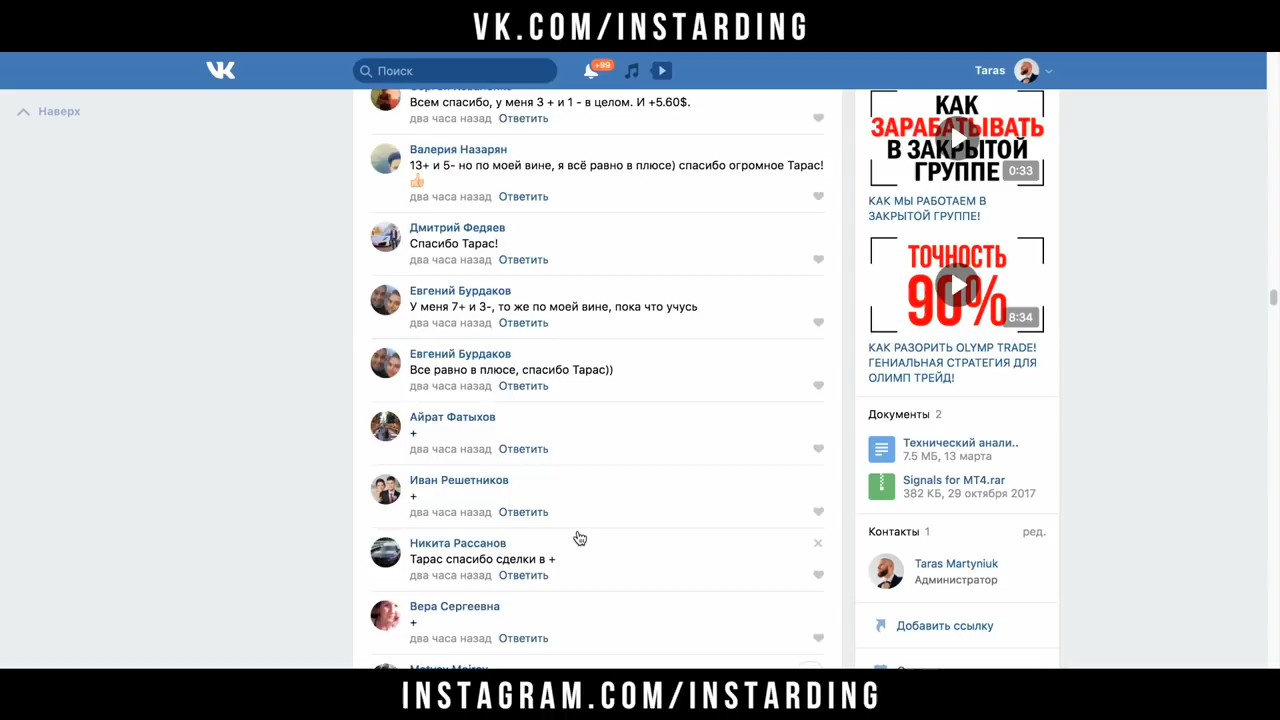 VK.COM/INSTARDING
Поиск
+99
Taras
Наверх
Всем спасибо, у меня 3 + и 1 - в целом. И +5.60$.
два часа назад Ответить
Валерия Назарян
13+ и 5- но по моей вине, я всё равно в плюсе) спасибо огромное Тарас!
👍
два часа назад Ответить
Дмитрий Федяев
Спасибо Тарас!
два часа назад Ответить
Евгений Бурдаков
У меня 7+ и 3-, то же по моей вине, пока что учусь
два часа назад Ответить
Евгений Бурдаков
Все равно в плюсе, спасибо Тарас))
два часа назад Ответить
Айрат Фатыхов
+
два часа назад Ответить
Иван Решетников
+
два часа назад Ответить
Никита Рассанов
Тарас спасибо сделки в +
два часа назад Ответить
Вера Сергеевна
+
два часа назад Ответить
КАК
ЗАРАБАТЫВАТЬ
В ЗАКРЫТОЙ
ГРУППЕ
0:33
КАК МЫ РАБОТАЕМ В
ЗАКРЫТОЙ ГРУППЕ!
ТОЧНОСТЬ
90%
8:34
КАК РАЗОРИТЬ OLYMP TRADE!
ГЕНИАЛЬНАЯ СТРАТЕГИЯ ДЛЯ
ОЛИМП ТРЕЙД!
Документы 2
Технический анали..
7.5 МБ, 13 марта
Signals for MT4.rar
382 КБ, 29 октября 2017
Контакты 1 ред.
Taras Martyniuk
Администратор
Добавить ссылку
INSTAGRAM.COM/INSTARDING